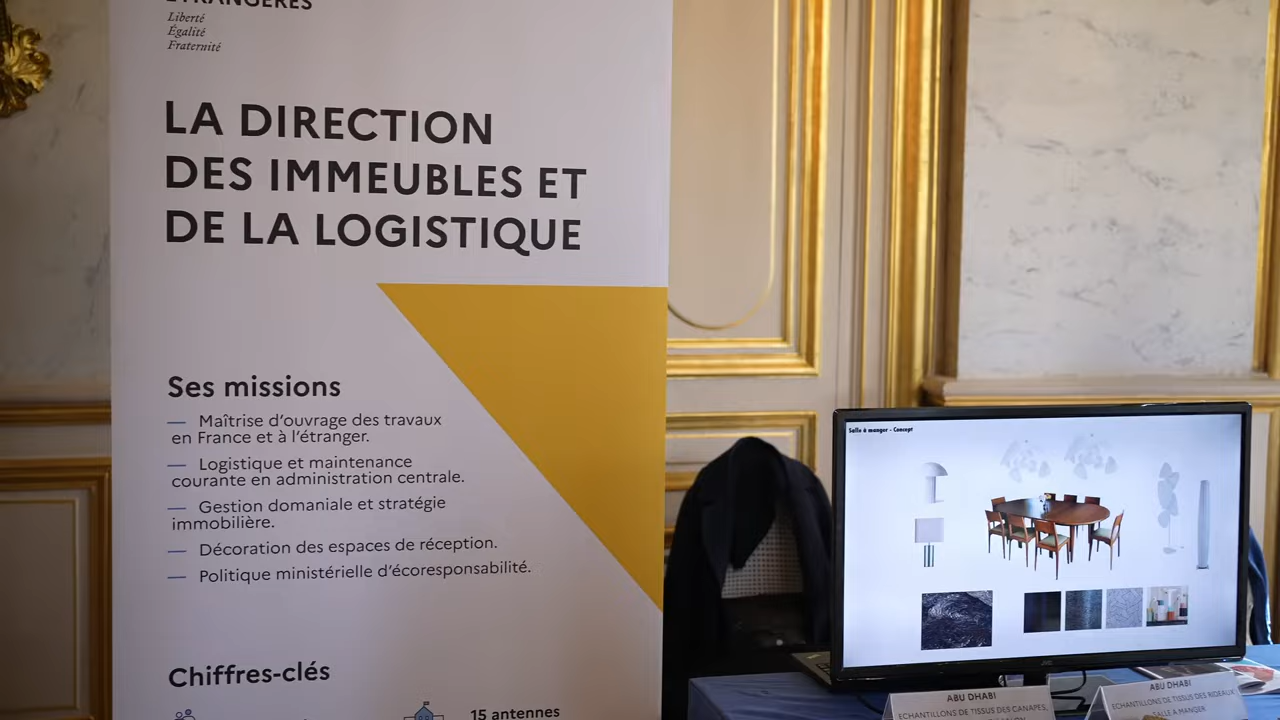 ÉTRANGÈRES
Liberté
Égalité
Fraternité
LA DIRECTION
DES IMMEUBLES ET
DE LA LOGISTIQUE
Ses missions
— Maîtrise d'ouvrage des travaux
en France et à l'étranger.
— Logistique et maintenance
courante en administration centrale.
— Gestion domaniale et stratégie
immobilière.
— Décoration des espaces de réception.
— Politique ministérielle d'écoresponsabilité.
Chiffres-clés
15 antennes
Salle à manger - Concept
JVC
ABU DHABI
ECHANTILLONS DE TISSUS DES CANAPES,
ABU DHABI
ECHANTILLONS DE TISSUS DES RIDEAUX
SALLE A MANGER